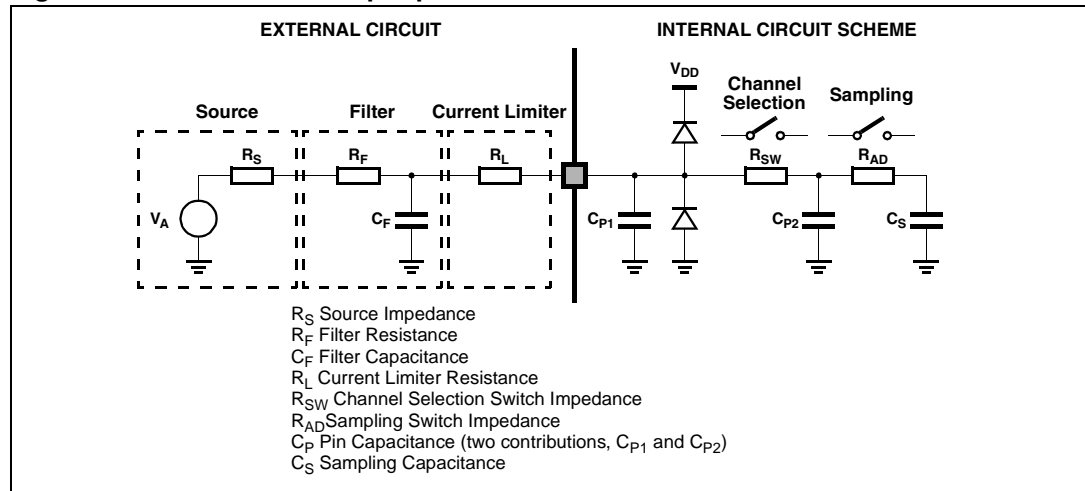 EXTERNAL CIRCUIT
INTERNAL CIRCUIT SCHEME
VDD
Channel
Selection
Sampling
Source
Filter
Current Limiter
RS
RF
RL
RSW
RAD
VA
CF
CP1
CP2
CS
RS Source Impedance
RF Filter Resistance
CF Filter Capacitance
RL Current Limiter Resistance
RSW Channel Selection Switch Impedance
RADSampling Switch Impedance
CP Pin Capacitance (two contributions, CP1 and CP2)
CS Sampling Capacitance